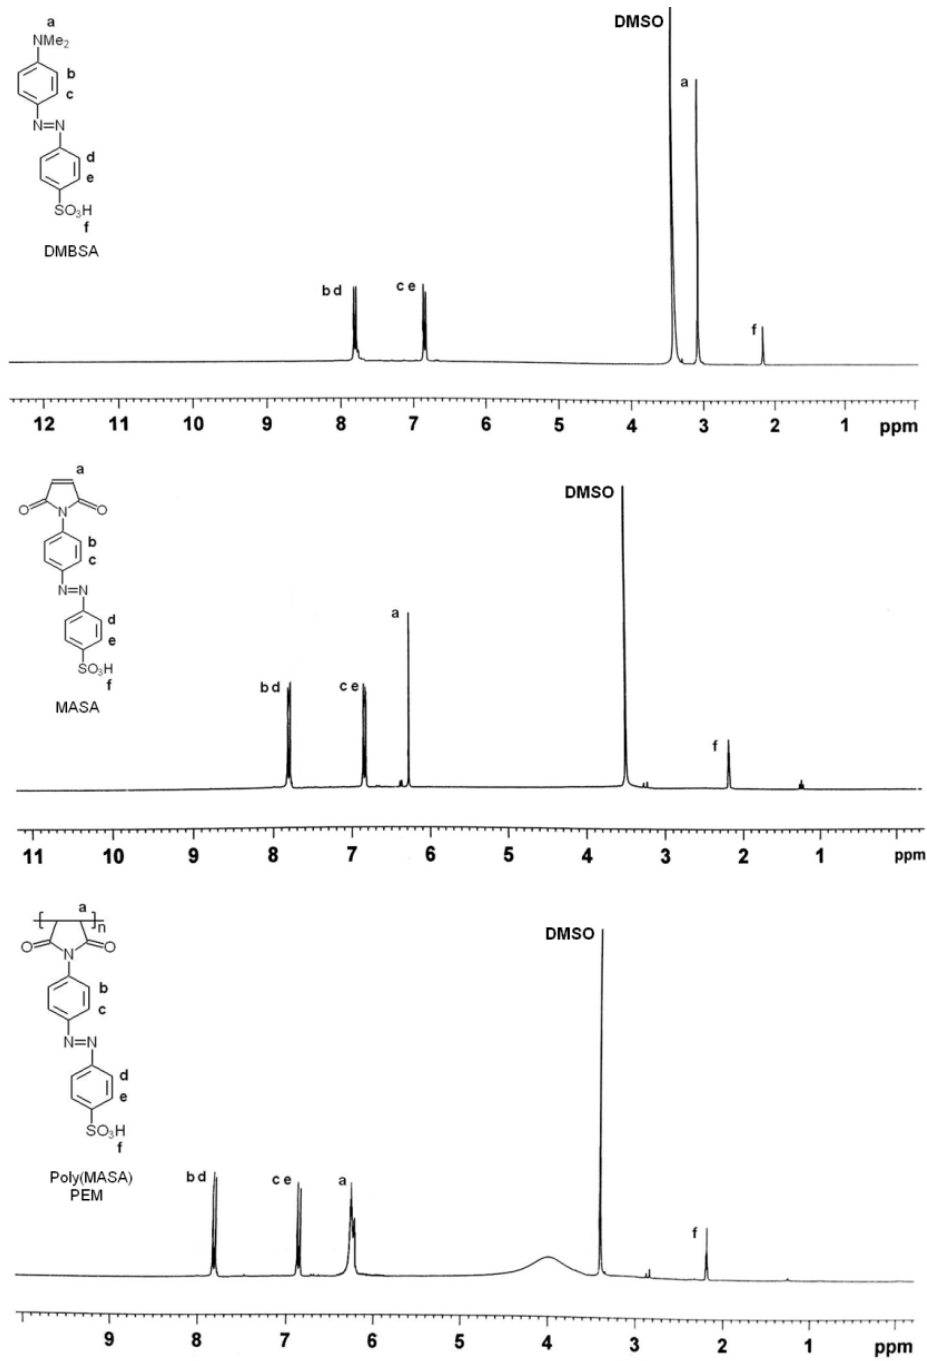 a
NMe2
b
c
N=N
d
e
SO3H
f
DMBSA
DMSO
a
b d
c e
f
12 11 10 9 8 7 6 5 4 3 2 1 ppm
a
O O
N
b
c
N=N
d
e
SO3H
f
MASA
DMSO
a
b d
c e
f
11 10 9 8 7 6 5 4 3 2 1 ppm
a
n
O O
N
b
c
N=N
d
e
SO3H
f
Poly(MASA)
PEM
DMSO
b d
c e
a
f
9 8 7 6 5 4 3 2 1 ppm